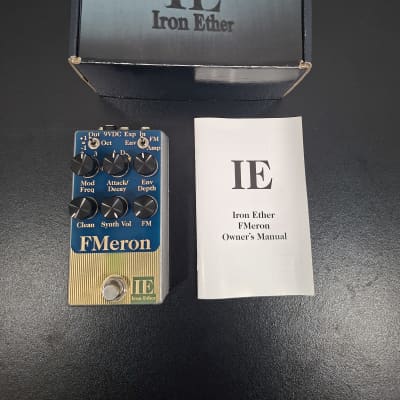 IE
Iron Ether
Out 9VDC Exp In
Oct Env FM
Amp
Mod Freq
Attack/ Decay
Env Depth
Clean Synth Vol FM
FMeron
IE
Iron Ether
IE
Iron Ether
FMeron
Owner's Manual